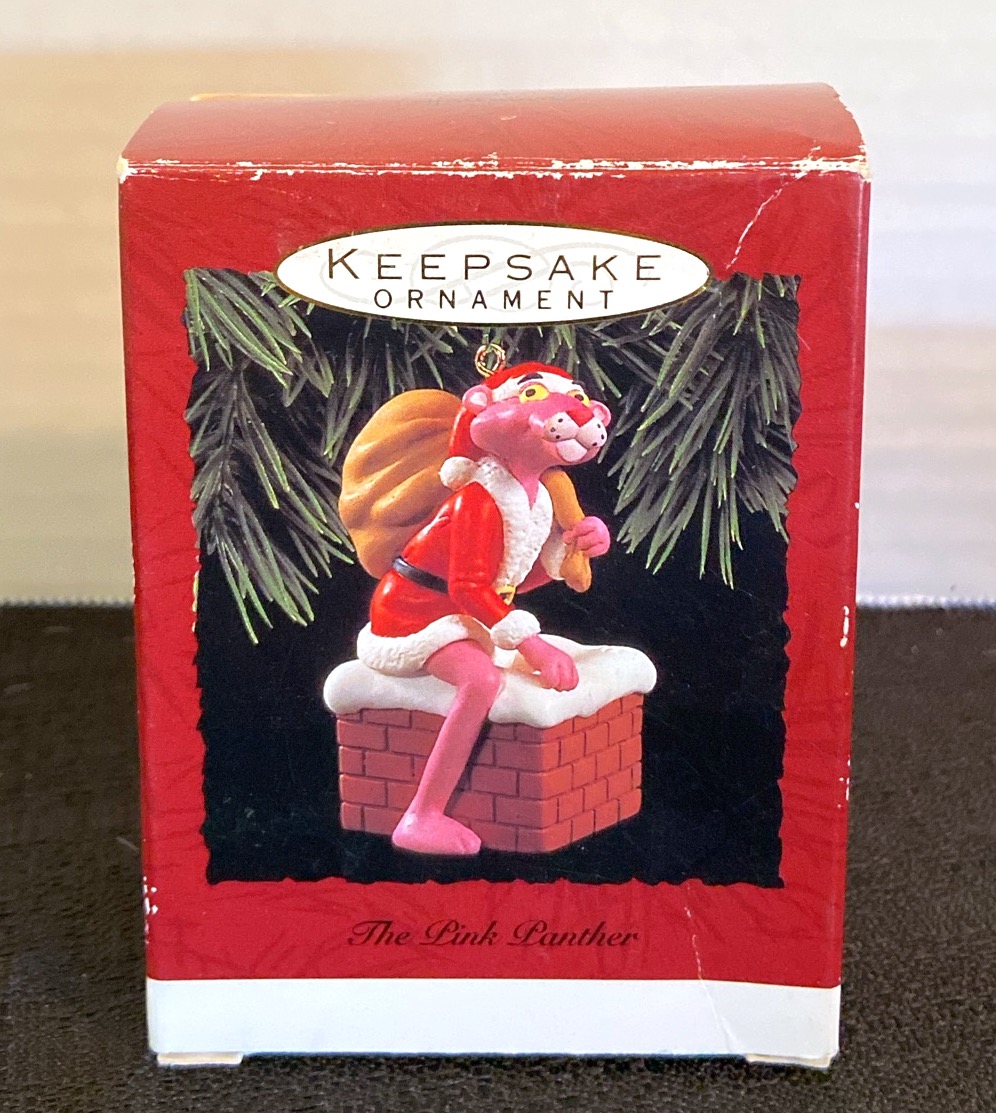 KEEPSAKE
ORNAMENT
The Pink Panther